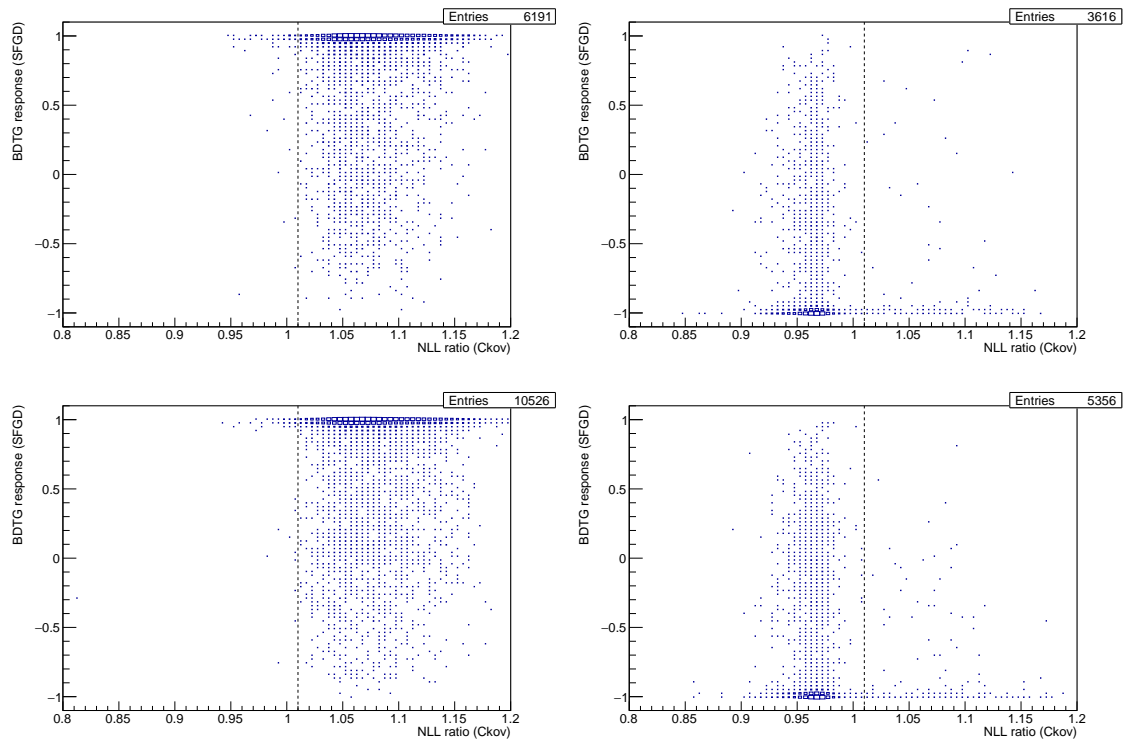 Entries 6191
BDTG response (SFGD)
1
0.5
0
−0.5
−1
0.8 0.85 0.9 0.95 1 1.05 1.1 1.15 1.2
NLL ratio (Ckov)
Entries 3616
BDTG response (SFGD)
1
0.5
0
−0.5
−1
0.8 0.85 0.9 0.95 1 1.05 1.1 1.15 1.2
NLL ratio (Ckov)
Entries 10526
BDTG response (SFGD)
1
0.5
0
−0.5
−1
0.8 0.85 0.9 0.95 1 1.05 1.1 1.15 1.2
NLL ratio (Ckov)
Entries 5356
BDTG response (SFGD)
1
0.5
0
−0.5
−1
0.8 0.85 0.9 0.95 1 1.05 1.1 1.15 1.2
NLL ratio (Ckov)